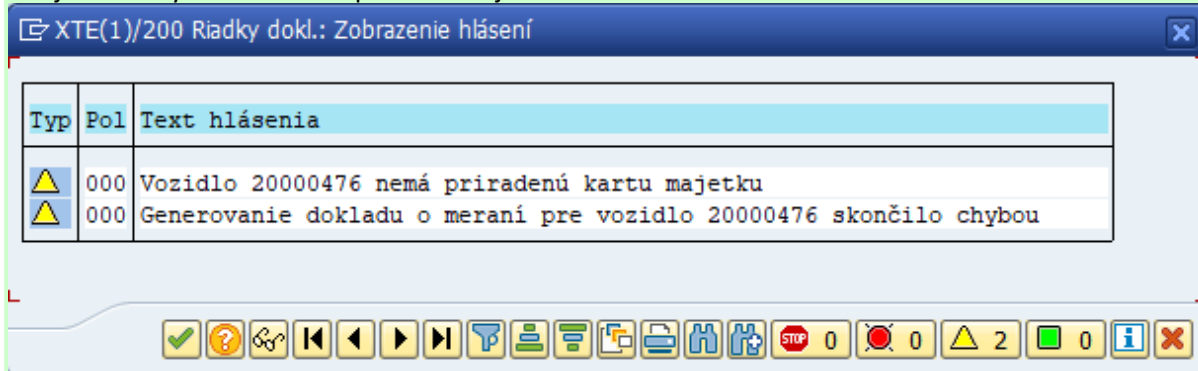 XTE(1)/200 Riadky dokl.: Zobrazenie hlásení
Typ Pol Text hlásenia
000 Vozidlo 20000476 nemá priradenú kartu majetku
000 Generovanie dokladu o meraní pre vozidlo 20000476 skončilo chybou
STOP 0 0 2 0